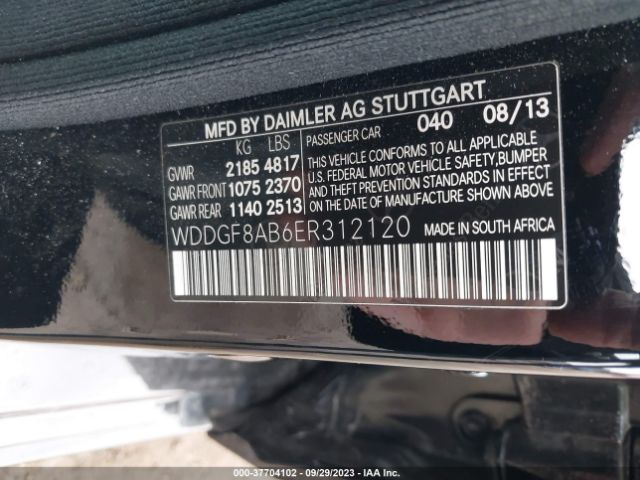 MFD BY DAIMLER AG STUTTGART
KG LBS PASSENGER CAR 040 08/13
GVWR 2185 4817 THIS VEHICLE CONFORMS TO ALL APPLICABLE
U.S. FEDERAL MOTOR VEHICLE SAFETY, BUMPER
GAWR FRONT 1075 2370 AND THEFT PREVENTION STANDARDS IN EFFECT
GAWR REAR 1140 2513 ON THE DATE OF MANUFACTURE SHOWN ABOVE
WDDGF8AB6ER312120 MADE IN SOUTH AFRICA
000-37704102 - 09/29/2023 - IAA Inc.